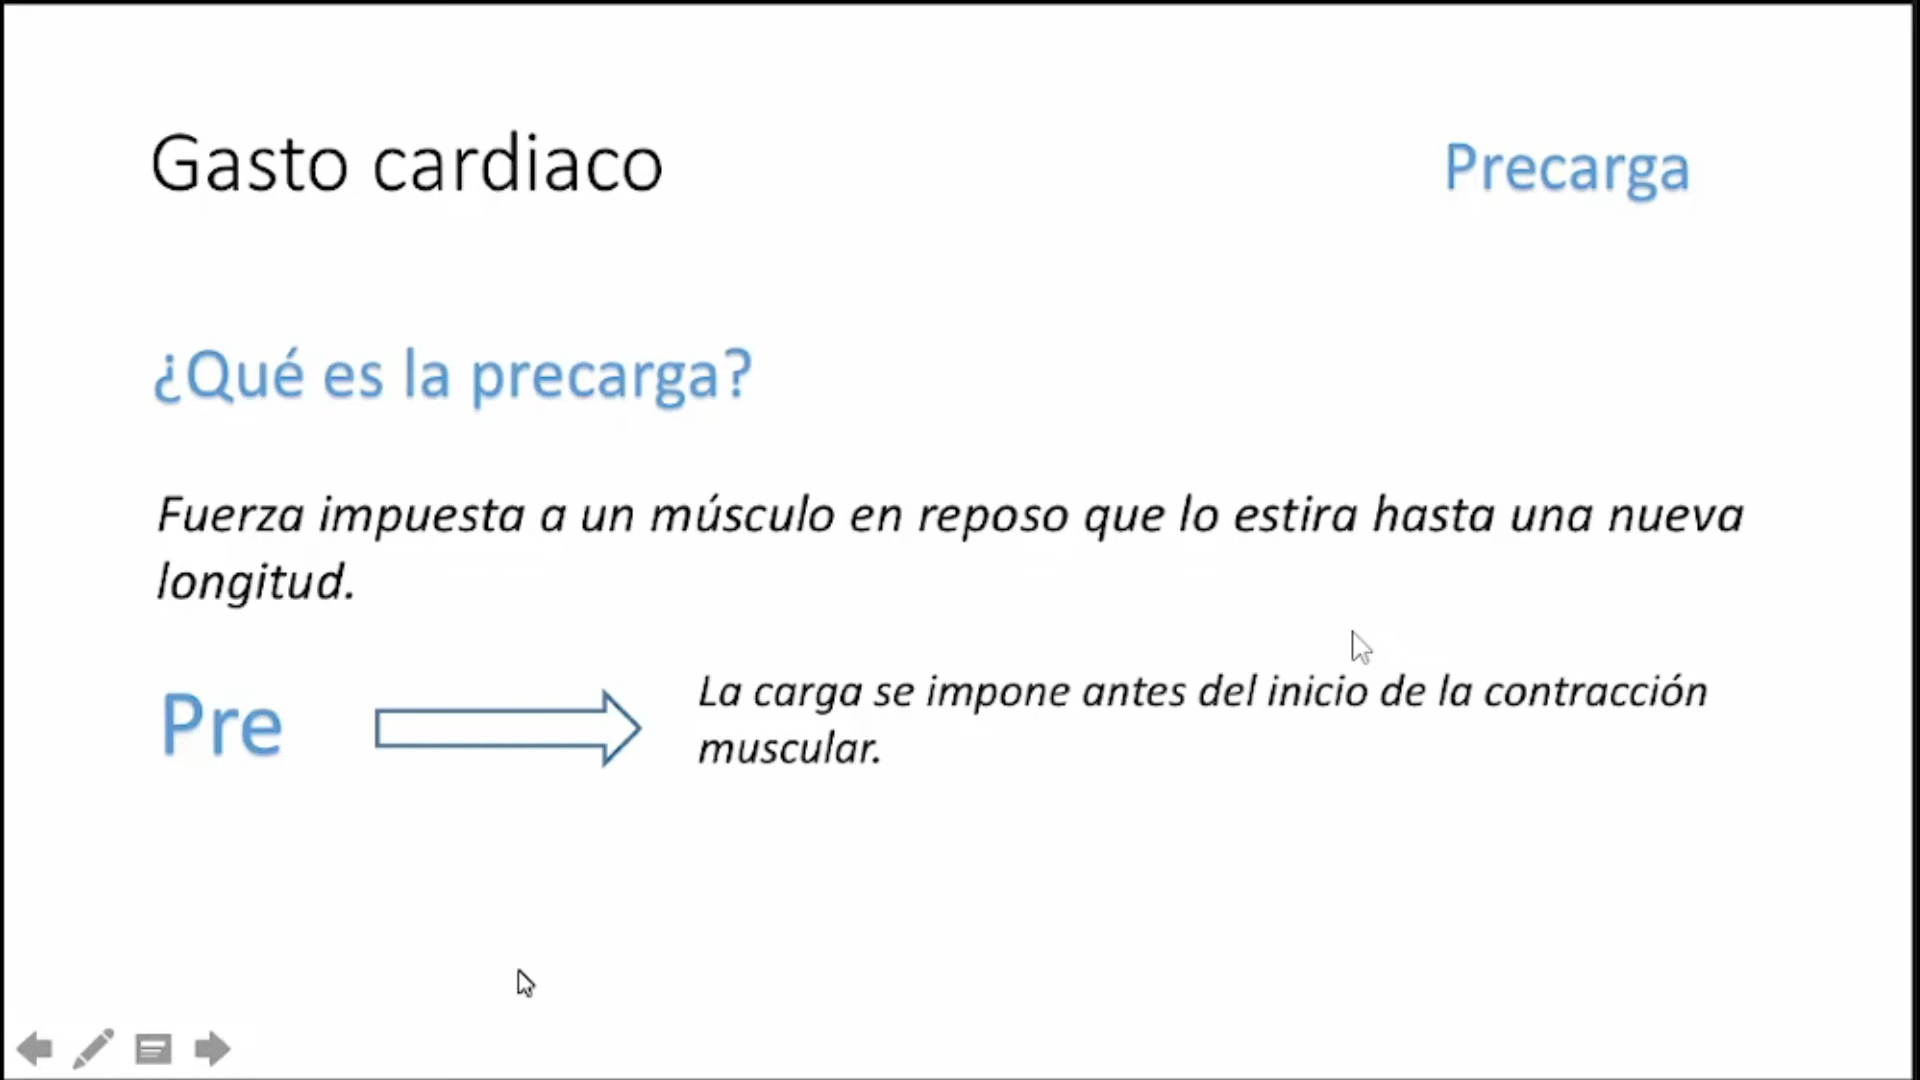 Gasto cardiaco
Precarga
¿Qué es la precarga?
Fuerza impuesta a un músculo en reposo que lo estira hasta una nueva
longitud.
Pre
La carga se impone antes del inicio de la contracción
muscular.